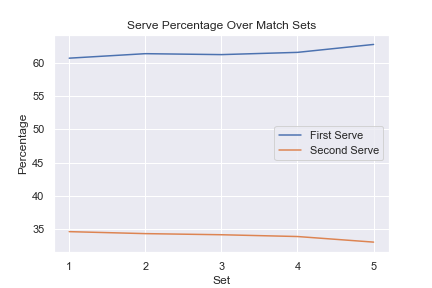 Serve Percentage Over Match Sets
Percentage
60
55
50
45
40
35
First Serve
Second Serve
1 2 3 4 5
Set